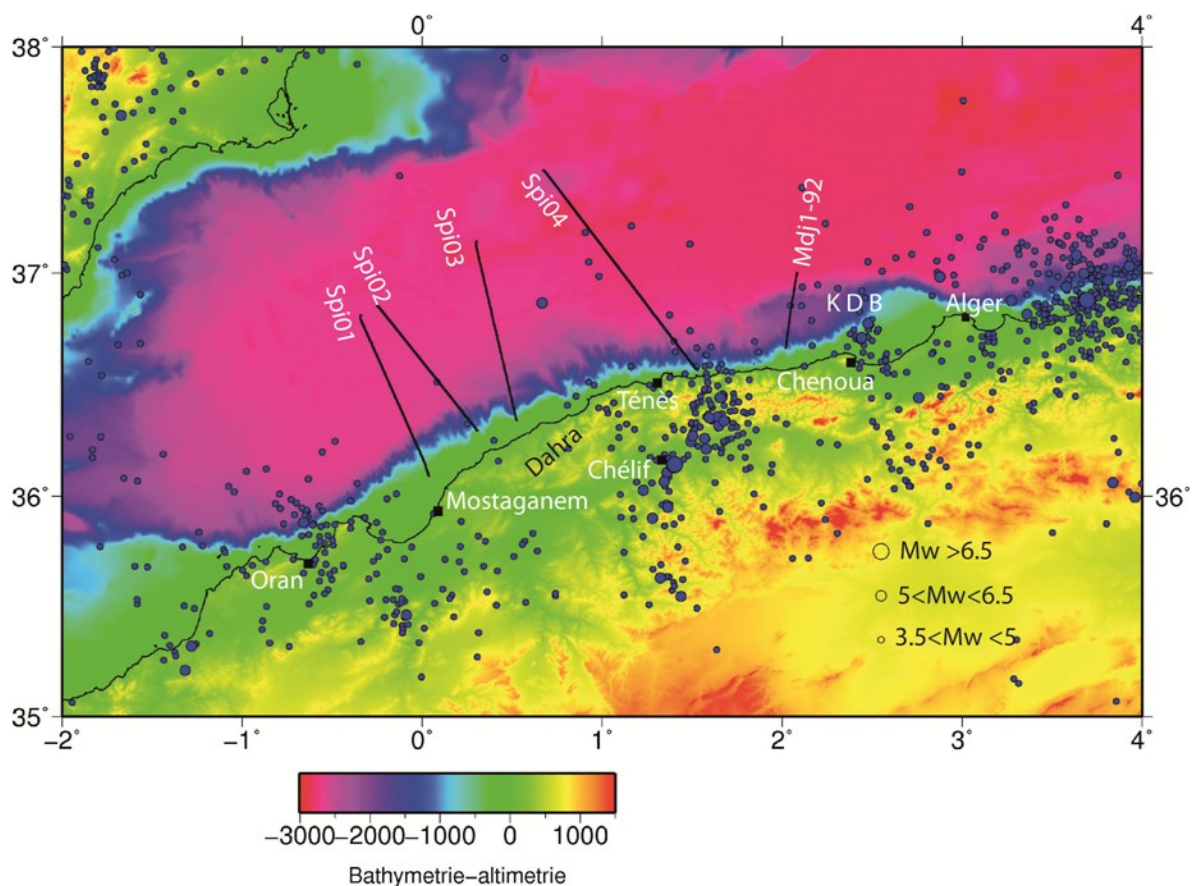 0° 4°
38°
37°
36°
35°
36°
Spi01
Spi02
Spi03
Spi04
Mdj1-92
K D B
Alger
Chenoua
Ténès
Dahra
Chélif
Mostaganem
Oran
Mw >6.5
5<Mw<6.5
3.5<Mw <5
−2° −1° 0° 1° 2° 3° 4°
−3000 −2000 −1000 0 1000
Bathymetrie−altimetrie